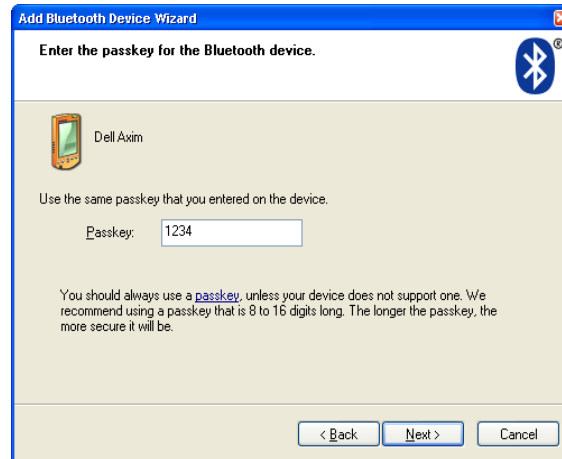 Add Bluetooth Device Wizard
Enter the passkey for the Bluetooth device.
®
Dell Axim
Use the same passkey that you entered on the device.
Passkey: 1234
You should always use a passkey, unless your device does not support one. We
recommend using a passkey that is 8 to 16 digits long. The longer the passkey, the
more secure it will be.
< Back Next > Cancel